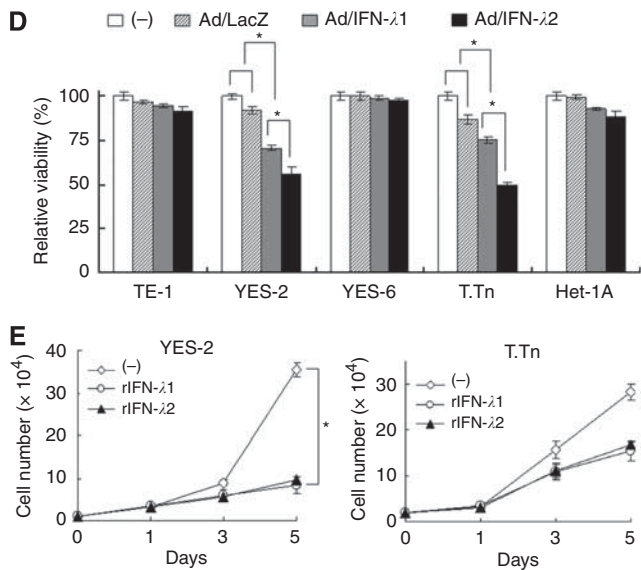 D
(–) Ad/LacZ Ad/IFN-λ1 Ad/IFN-λ2
* *
* *
Relative viability (%)
100
75
50
25
0
TE-1 YES-2 YES-6 T.Tn Het-1A
E
YES-2
Cell number (× 10⁴)
40
30
20
10
0
(–)
rIFN-λ1
rIFN-λ2
*
0 1 3 5
Days
T.Tn
Cell number (× 10⁴)
30
20
10
0
(–)
rIFN-λ1
rIFN-λ2
0 1 3 5
Days